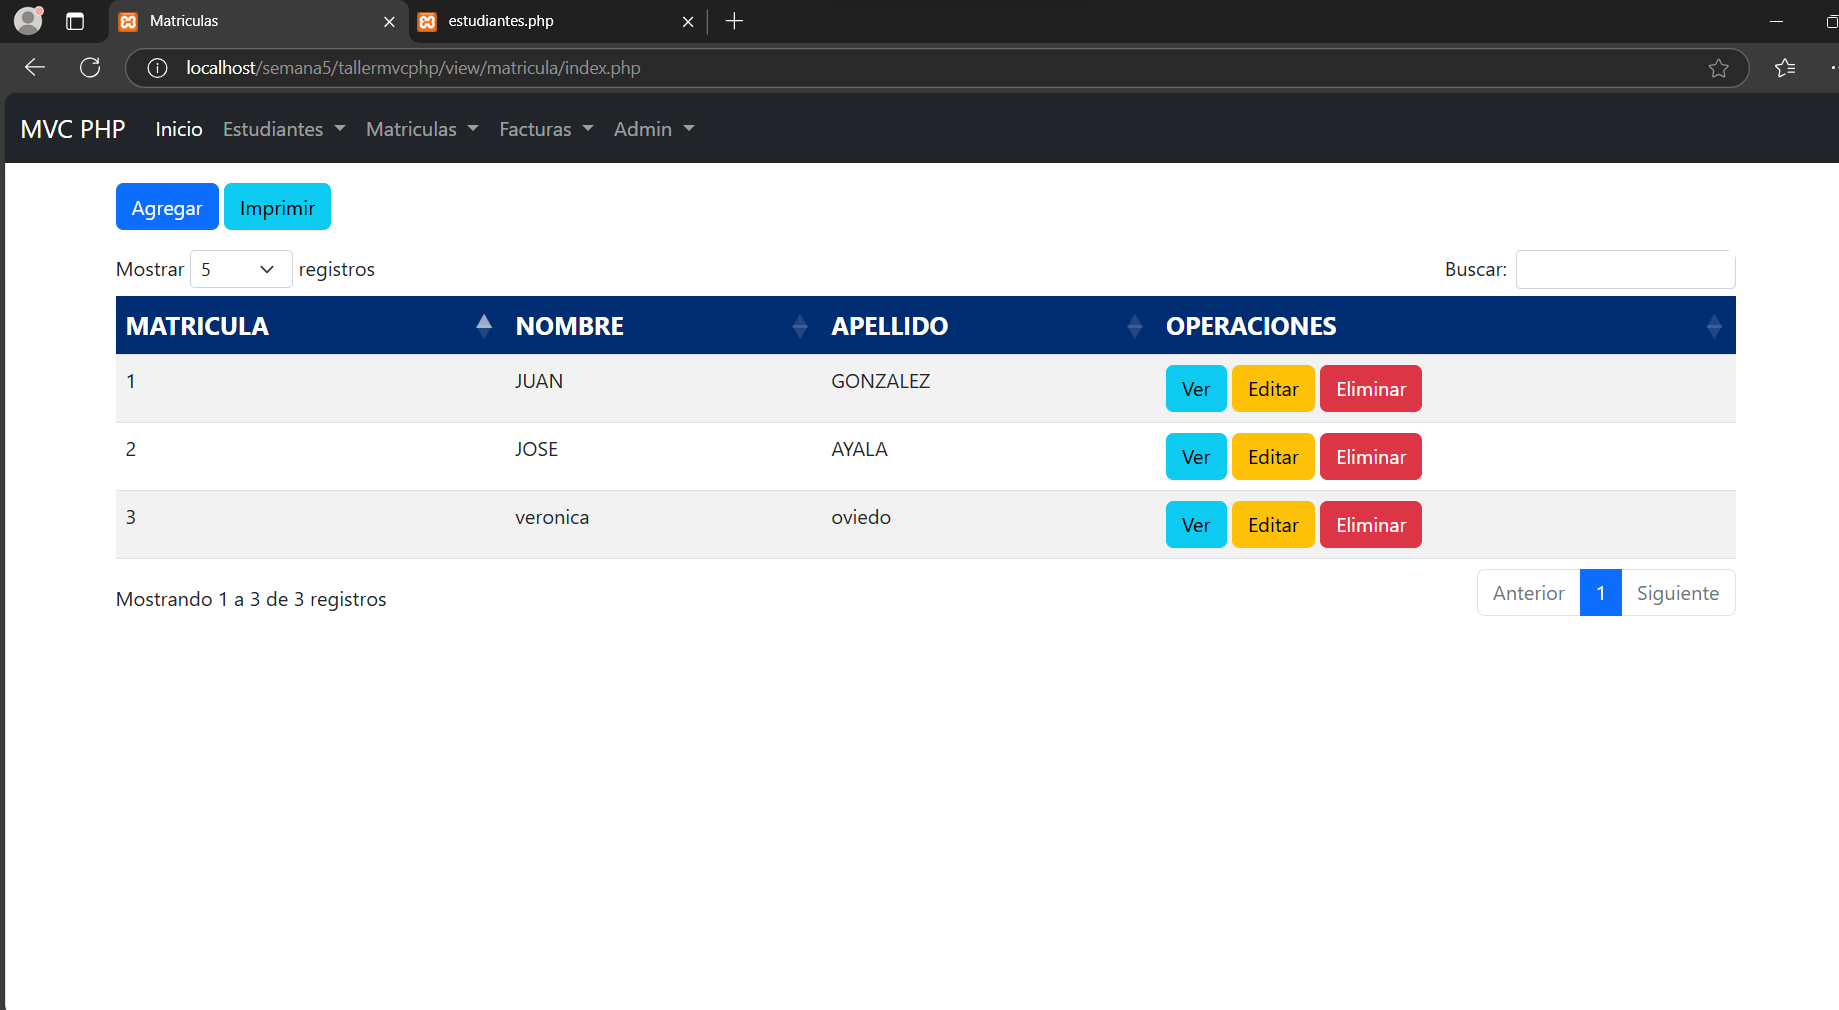 Matriculas
estudiantes.php
localhost/semana5/tallermvcphp/view/matricula/index.php
MVC PHP Inicio Estudiantes Matriculas Facturas Admin
Agregar Imprimir
Mostrar 5 registros Buscar:
MATRICULA NOMBRE APELLIDO OPERACIONES
1 JUAN GONZALEZ Ver Editar Eliminar
2 JOSE AYALA Ver Editar Eliminar
3 veronica oviedo Ver Editar Eliminar
Mostrando 1 a 3 de 3 registros Anterior 1 Siguiente